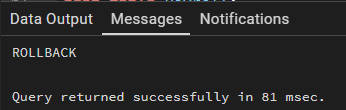 Data Output Messages Notifications
ROLLBACK
Query returned successfully in 81 msec.